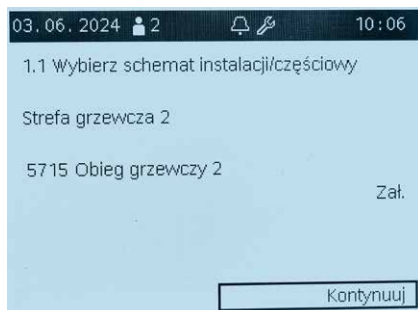 03.06.2024 2 10:06
1.1 Wybierz schemat instalacji/częściowy
Strefa grzewcza 2
5715 Obieg grzewczy 2
Zał.
Kontynuuj